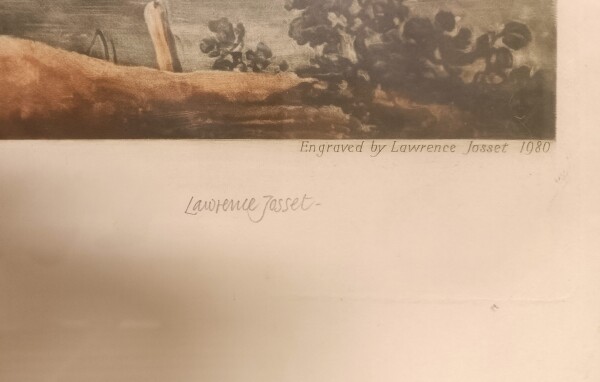 Engraved by Lawrence Josset 1980
Lawrence Josset-